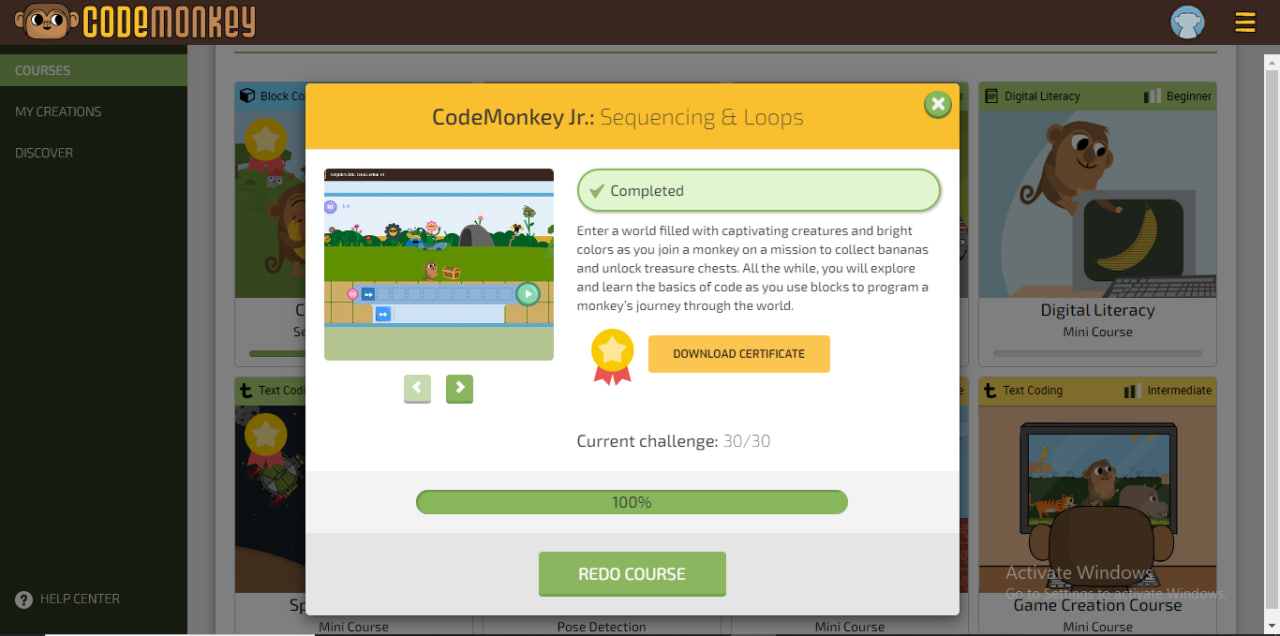 CODEMONKEY
COURSES
MY CREATIONS
DISCOVER
HELP CENTER
Block Co
Digital Literacy
Beginner
CodeMonkey Jr.: Sequencing & Loops
Completed
Enter a world filled with captivating creatures and bright
colors as you join a monkey on a mission to collect bananas
and unlock treasure chests. All the while, you will explore
and learn the basics of code as you use blocks to program a
monkey's journey through the world.
DOWNLOAD CERTIFICATE
Current challenge: 30/30
100%
REDO COURSE
C
Se
Digital Literacy
Mini Course
Text Codi
Text Coding
Intermediate
Sp
Mini Course
Pose Detection
Mini Course
Game Creation Course
Mini Course
Activate Windows
Go to Settings to activate Windows.